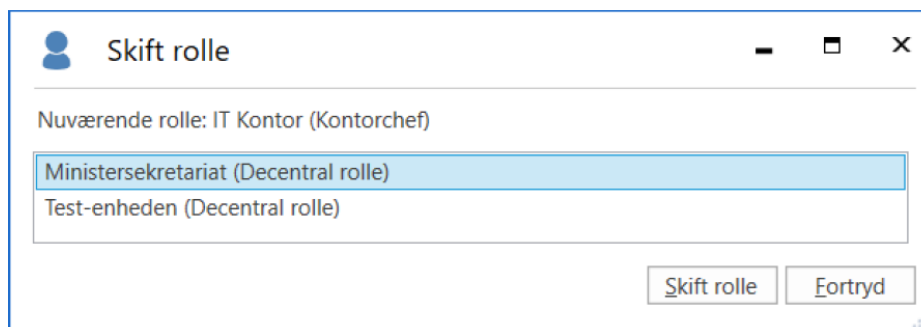 Skift rolle
Nuværende rolle: IT Kontor (Kontorchef)
Ministersekretariat (Decentral rolle)
Test-enheden (Decentral rolle)
Skift rolle Fortryd